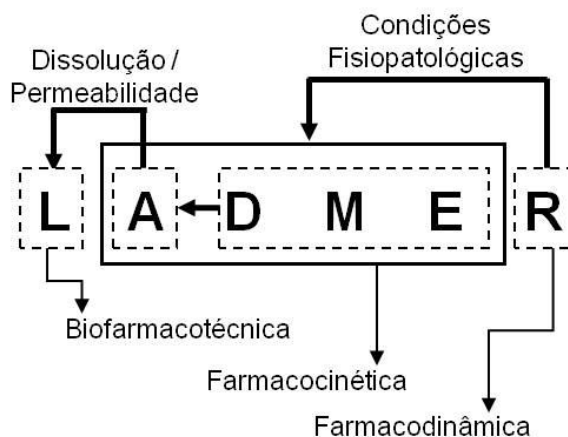 Condições
Fisiopatológicas
Dissolução /
Permeabilidade
L A D M E R
Biofarmacotécnica
Farmacocinética
Farmacodinâmica